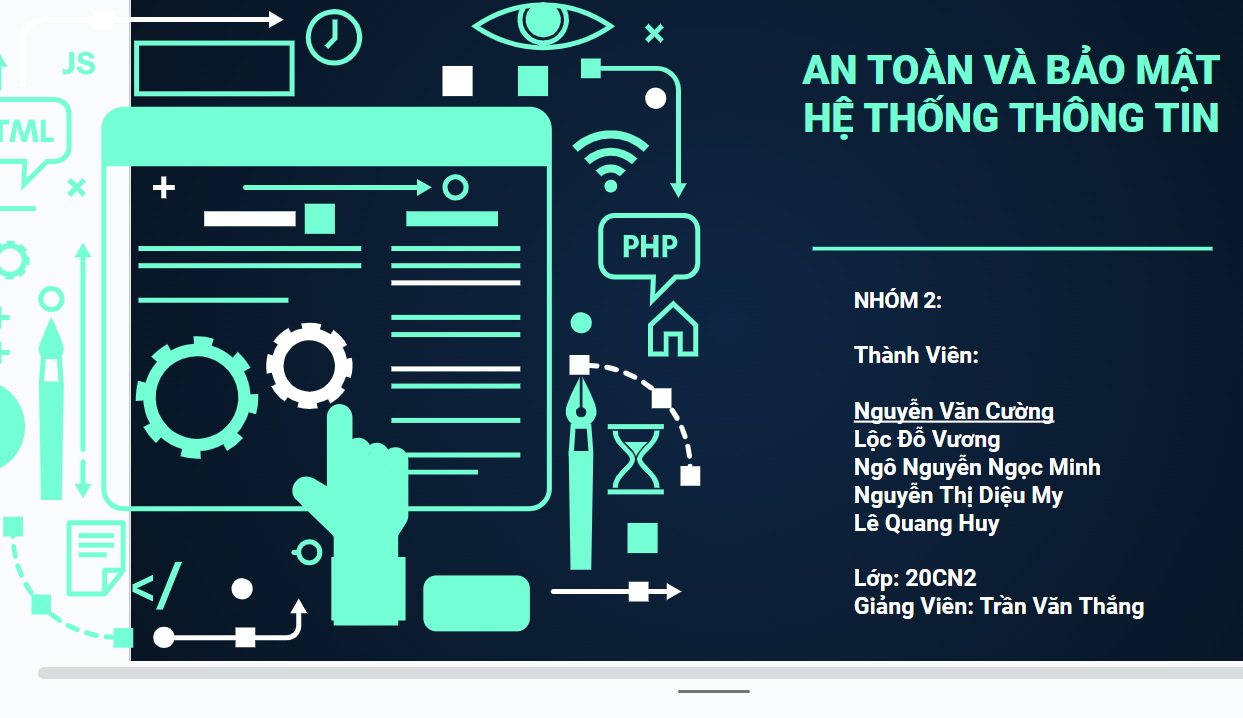 JS
TML
PHP
</
AN TOÀN VÀ BẢO MẬT
HỆ THỐNG THÔNG TIN
NHÓM 2:
Thành Viên:
Nguyễn Văn Cường
Lộc Đỗ Vương
Ngô Nguyễn Ngọc Minh
Nguyễn Thị Diệu My
Lê Quang Huy
Lớp: 20CN2
Giảng Viên: Trần Văn Thắng